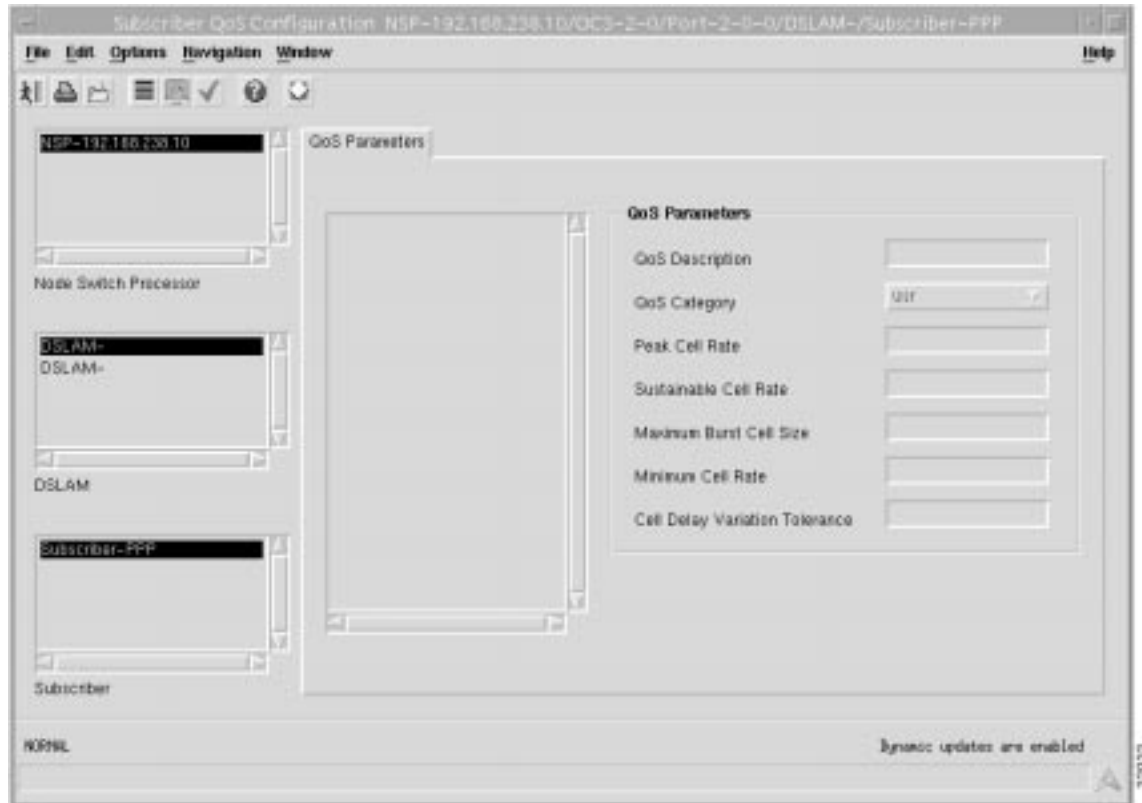 Subscriber QoS Configuration NSP-192.168.238.10/OC3-2-0/Port-2-0-0/DSLAM-/Subscriber-PPP
File Edit Options Navigation Window Help
NSP-192.168.238.10
Node Switch Processor
DSLAM-
DSLAM-
DSLAM
Subscriber-PPP
Subscriber
QoS Parameters
QoS Parameters
QoS Description
QoS Category
Peak Cell Rate
Sustainable Cell Rate
Maximum Burst Cell Size
Minimum Cell Rate
Cell Delay Variation Tolerance
NORMAL
Dynamic updates are enabled